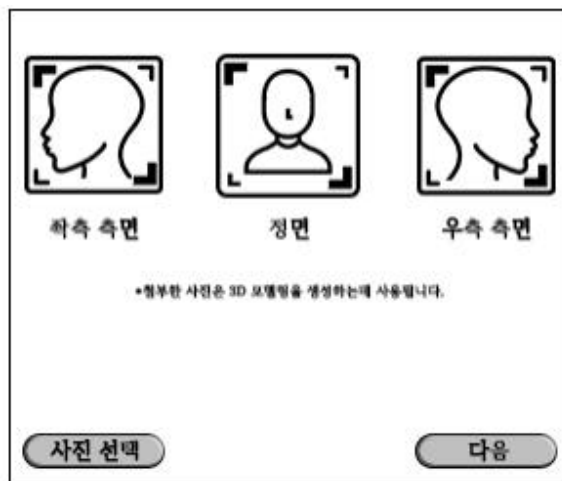 좌측 측면
정면
우측 측면
*첨부한 사진은 3D 모델링을 생성하는데 사용됩니다.
사진 선택
다음